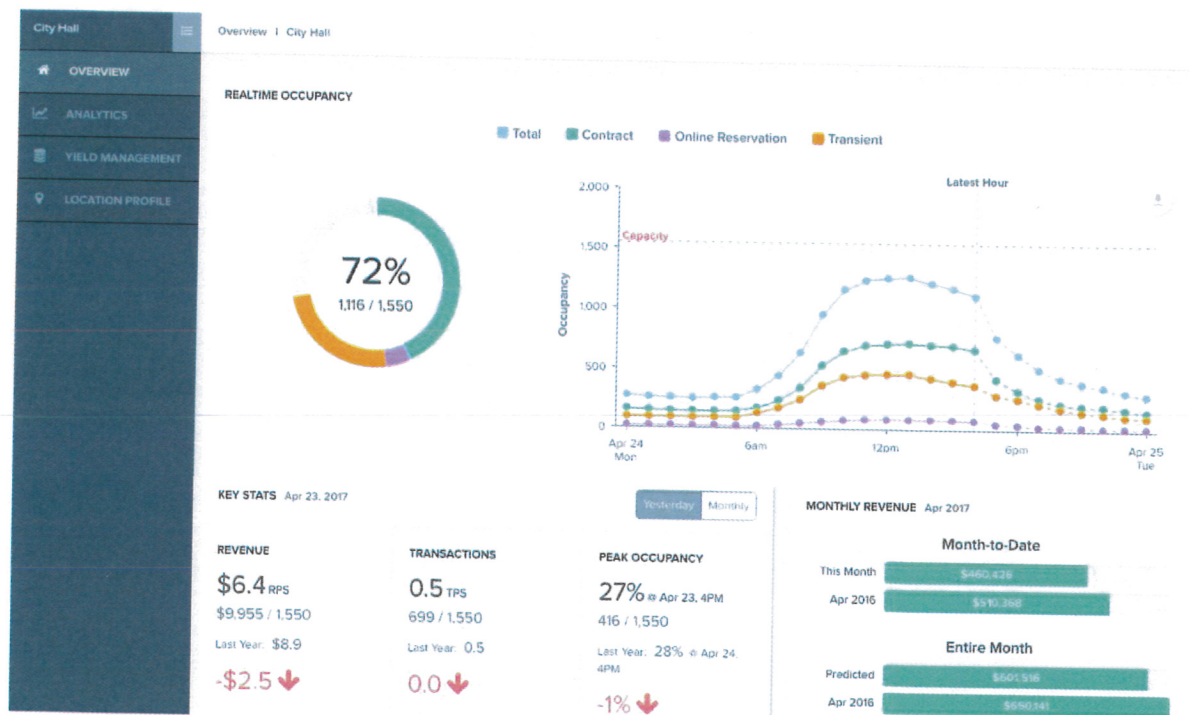 City Hall
Overview | City Hall
OVERVIEW
ANALYTICS
YIELD MANAGEMENT
LOCATION PROFILE
REALTIME OCCUPANCY
Total Contract Online Reservation Transient
72%
1,116 / 1,550
Latest Hour
Capacity
Occupancy
2,000
1,500
1,000
500
0
Apr 24
Mon
6am
12pm
6pm
Apr 25
Tue
KEY STATS Apr 23, 2017
Yesterday Monthly
REVENUE
$6.4 RPS
$9,955 / 1,550
Last Year: $8.9
-$2.5
TRANSACTIONS
0.5 TPS
699 / 1,550
Last Year: 0.5
0.0
PEAK OCCUPANCY
27% @ Apr 23, 4PM
416 / 1,550
Last Year: 28% @ Apr 24,
4PM
-1%
MONTHLY REVENUE Apr 2017
Month-to-Date
This Month $460,426
Apr 2016 $510,368
Entire Month
Predicted $601,516
Apr 2016 $650,141